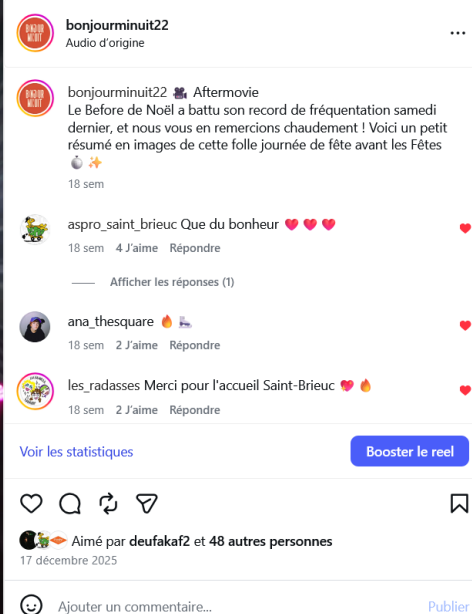 bonjourminuit22
Audio d'origine
bonjourminuit22 🎥 Aftermovie
Le Before de Noël a battu son record de fréquentation samedi
dernier, et nous vous en remercions chaudement ! Voici un petit
résumé en images de cette folle journée de fête avant les Fêtes
💍 ✨
18 sem
aspro_saint_brieuc Que du bonheur ❤️ ❤️ ❤️
18 sem 4 J'aime Répondre
Afficher les réponses (1)
ana_thesquare 🔥 🛼
18 sem 2 J'aime Répondre
les_radasses Merci pour l'accueil Saint-Brieuc 💖 🔥
18 sem 2 J'aime Répondre
Voir les statistiques
Booster le reel
Aimé par deufakaf2 et 48 autres personnes
17 décembre 2025
Ajouter un commentaire...
Publier